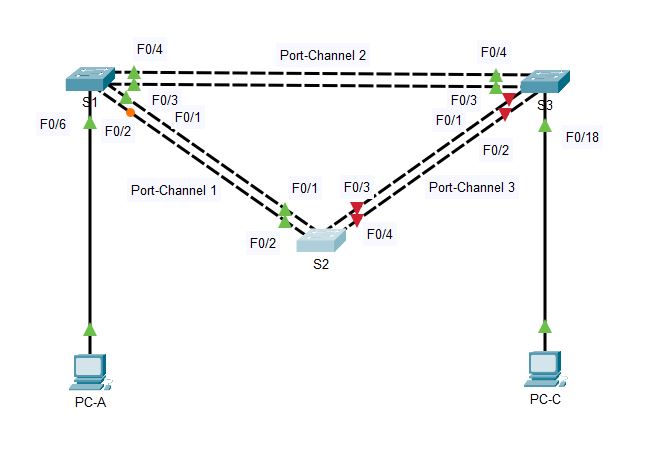 F0/4
Port-Channel 2
F0/4
S1
F0/3
F0/3
S3
F0/6
F0/2
F0/1
F0/1
F0/2
F0/18
Port-Channel 1
F0/1
F0/3
Port-Channel 3
F0/2
F0/4
S2
PC-A
PC-C